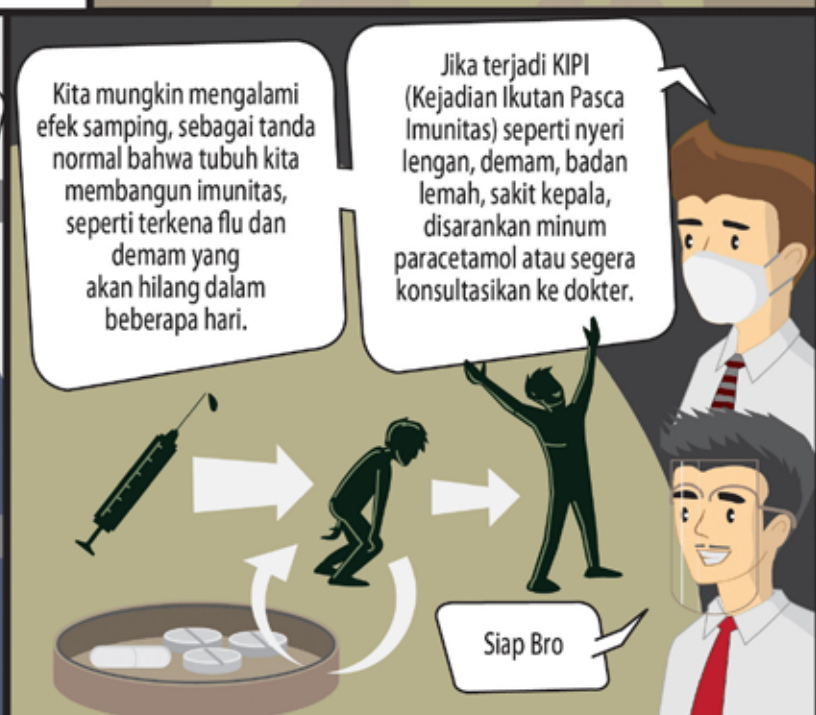 Kita mungkin mengalami
efek samping, sebagai tanda
normal bahwa tubuh kita
membangun imunitas,
seperti terkena flu dan
demam yang
akan hilang dalam
beberapa hari.
Jika terjadi KIPI
(Kejadian Ikutan Pasca
Imunitas) seperti nyeri
lengan, demam, badan
lemah, sakit kepala,
disarankan minum
paracetamol atau segera
konsultasikan ke dokter.
Siap Bro